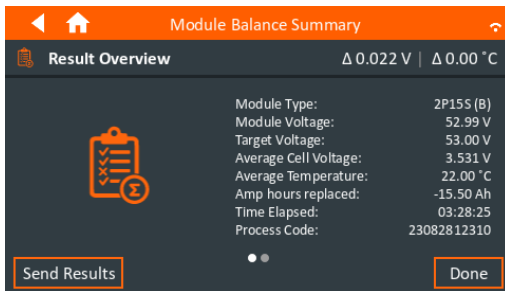 Module Balance Summary
Result Overview Δ 0.022 V | Δ 0.00 ˚C
Module Type: 2P15S (B)
Module Voltage: 52.99 V
Target Voltage: 53.00 V
Average Cell Voltage: 3.531 V
Average Temperature: 22.00 ˚C
Amp hours replaced: -15.50 Ah
Time Elapsed: 03:28:25
Process Code: 23082812310
Σ
Send Results Done